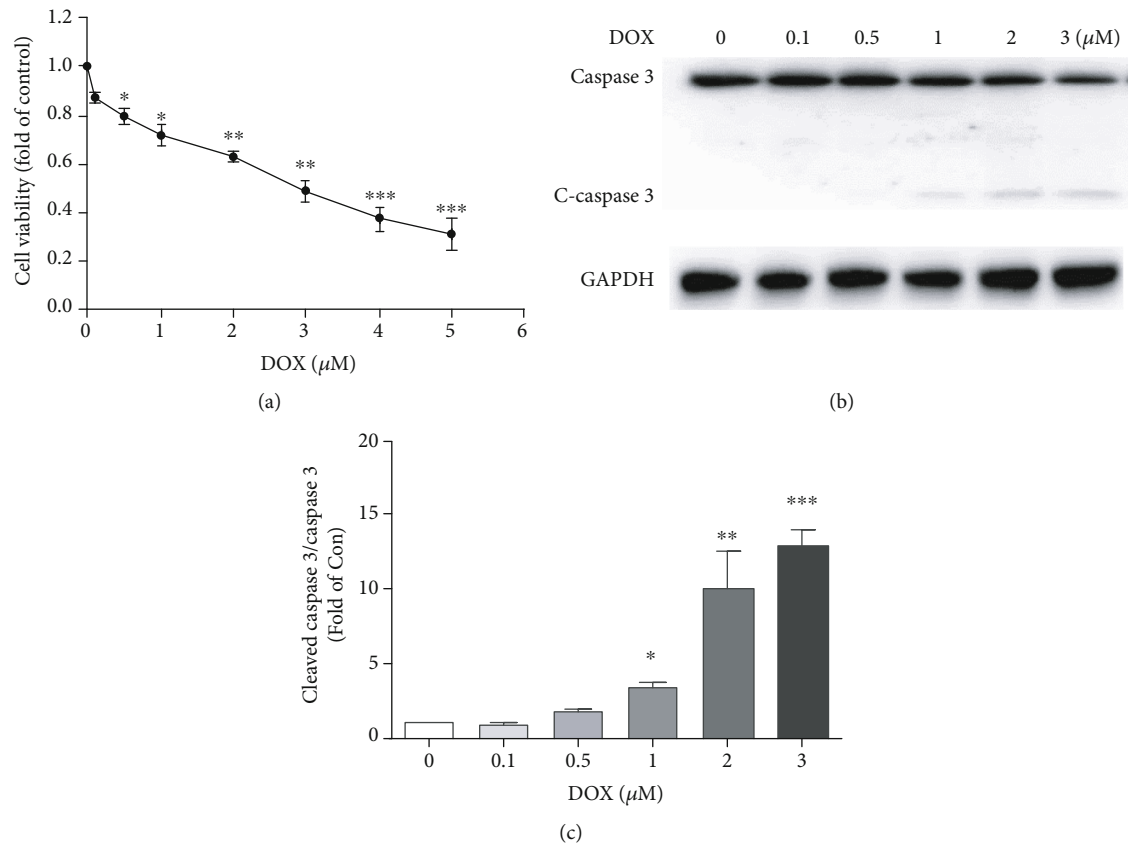 1.2
1.0
0.8
0.6
0.4
0.2
0.0
Cell viability (fold of control)
*
*
**
**
***
***
0 1 2 3 4 5 6
DOX (μM)
(a)
DOX 0 0.1 0.5 1 2 3 (μM)
Caspase 3
C-caspase 3
GAPDH
(b)
20
15
10
5
0
Cleaved caspase 3/caspase 3
(Fold of Con)
*
**
***
0 0.1 0.5 1 2 3
DOX (μM)
(c)